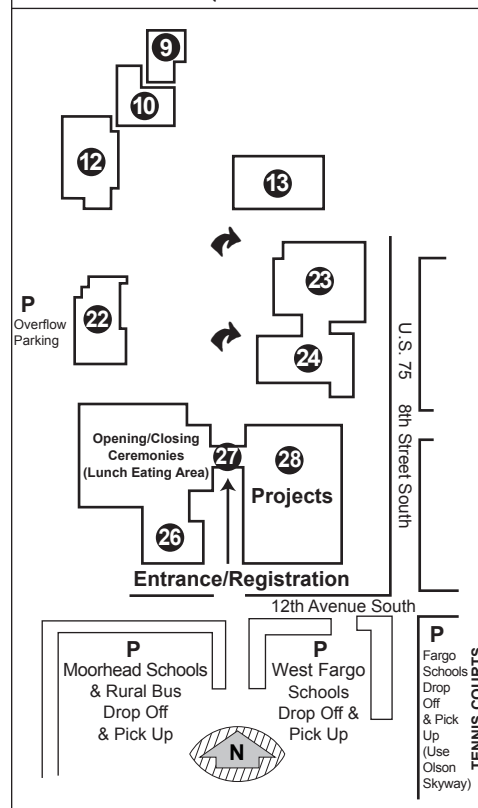 9
10
12
13
23
P
Overflow
Parking
22
24
U.S. 75 8th Street South
Opening/Closing
Ceremonies
(Lunch Eating Area)
27
28
Projects
26
Entrance/Registration
12th Avenue South
P
Moorhead Schools
& Rural Bus
Drop Off
& Pick Up
P
West Fargo
Schools
Drop Off &
Pick Up
P
Fargo
Schools
Drop
Off
& Pick
Up
(Use
Olson
Skyway)
TENNIS COURTS
N